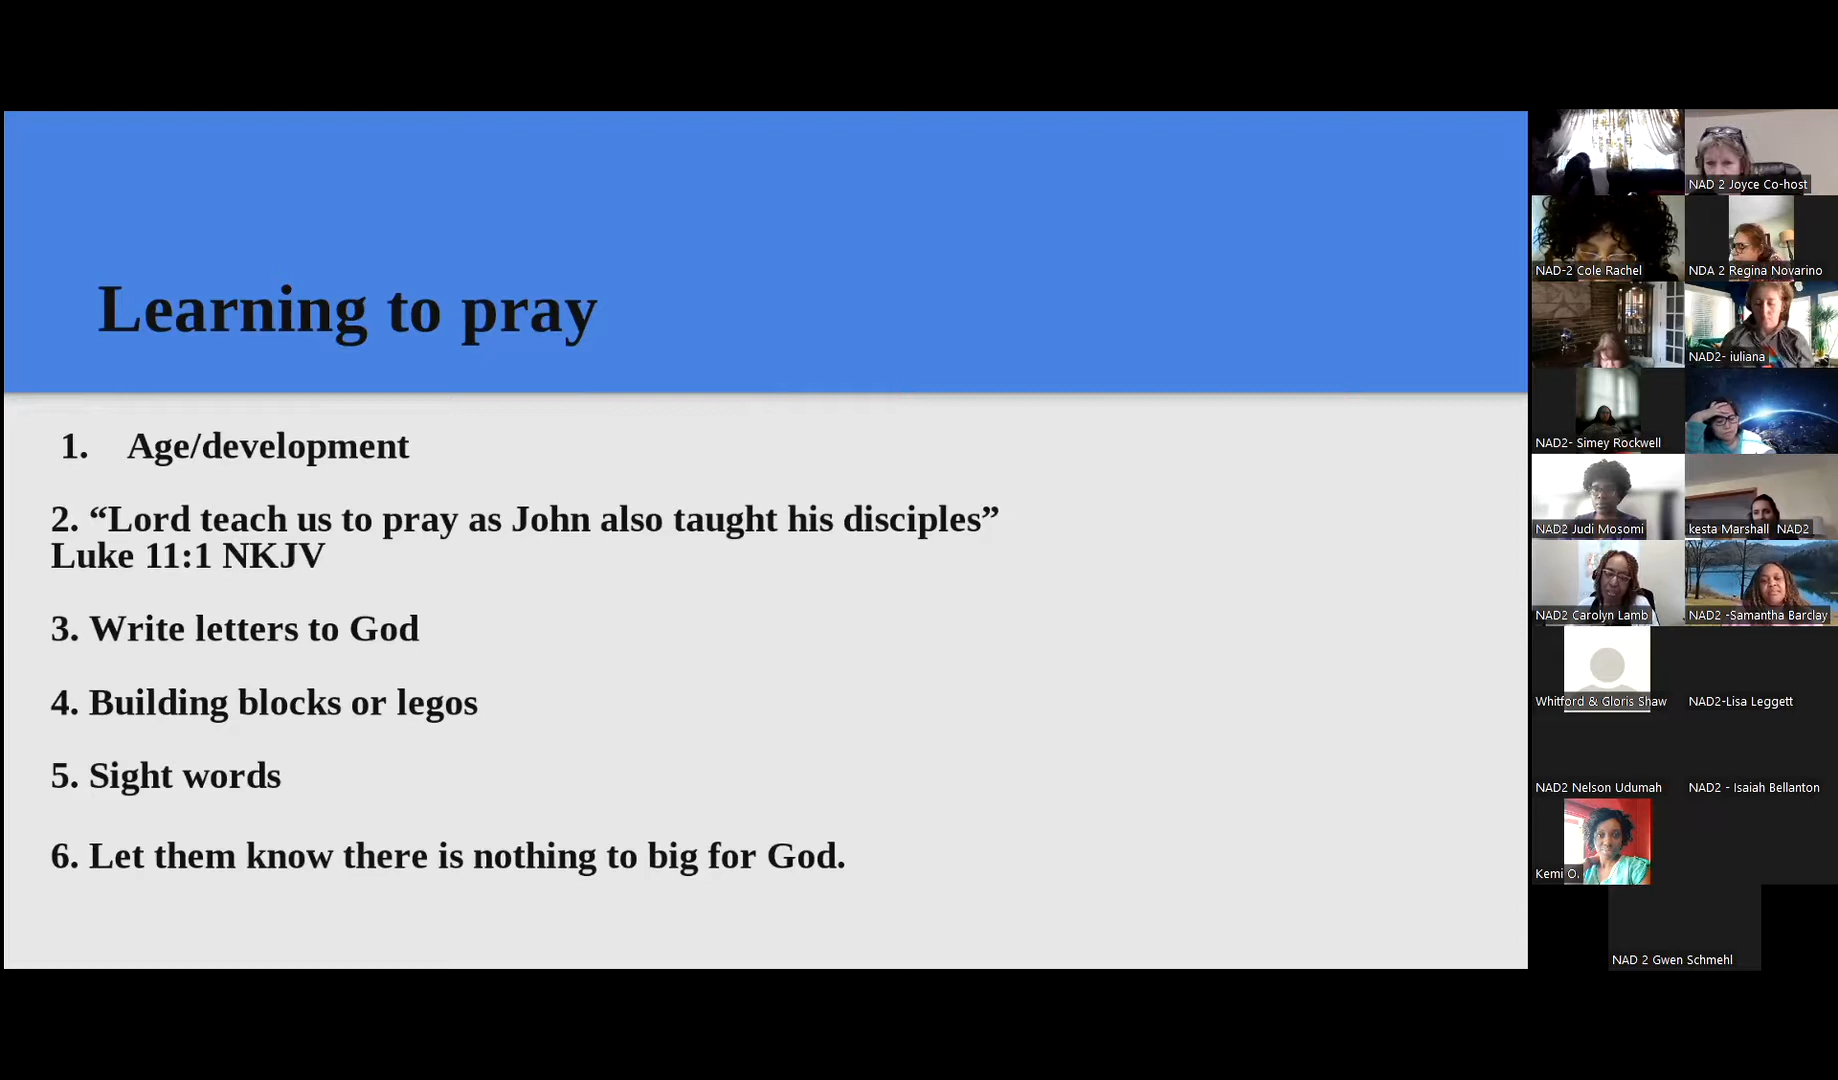 Learning to pray
1. Age/development
2. “Lord teach us to pray as John also taught his disciples”
Luke 11:1 NKJV
3. Write letters to God
4. Building blocks or legos
5. Sight words
6. Let them know there is nothing to big for God.
NAD 2 Joyce Co-host
NAD-2 Cole Rachel
NDA 2 Regina Novarino
NAD2- iuliana
NAD2- Simey Rockwell
NAD2 Judi Mosomi
kesta Marshall NAD2
NAD2 Carolyn Lamb
NAD2 -Samantha Barclay
Whitford & Gloris Shaw
NAD2-Lisa Leggett
NAD2 Nelson Udumah
NAD2 - Isaiah Bellanton
Kemi O.
NAD 2 Gwen Schmehl